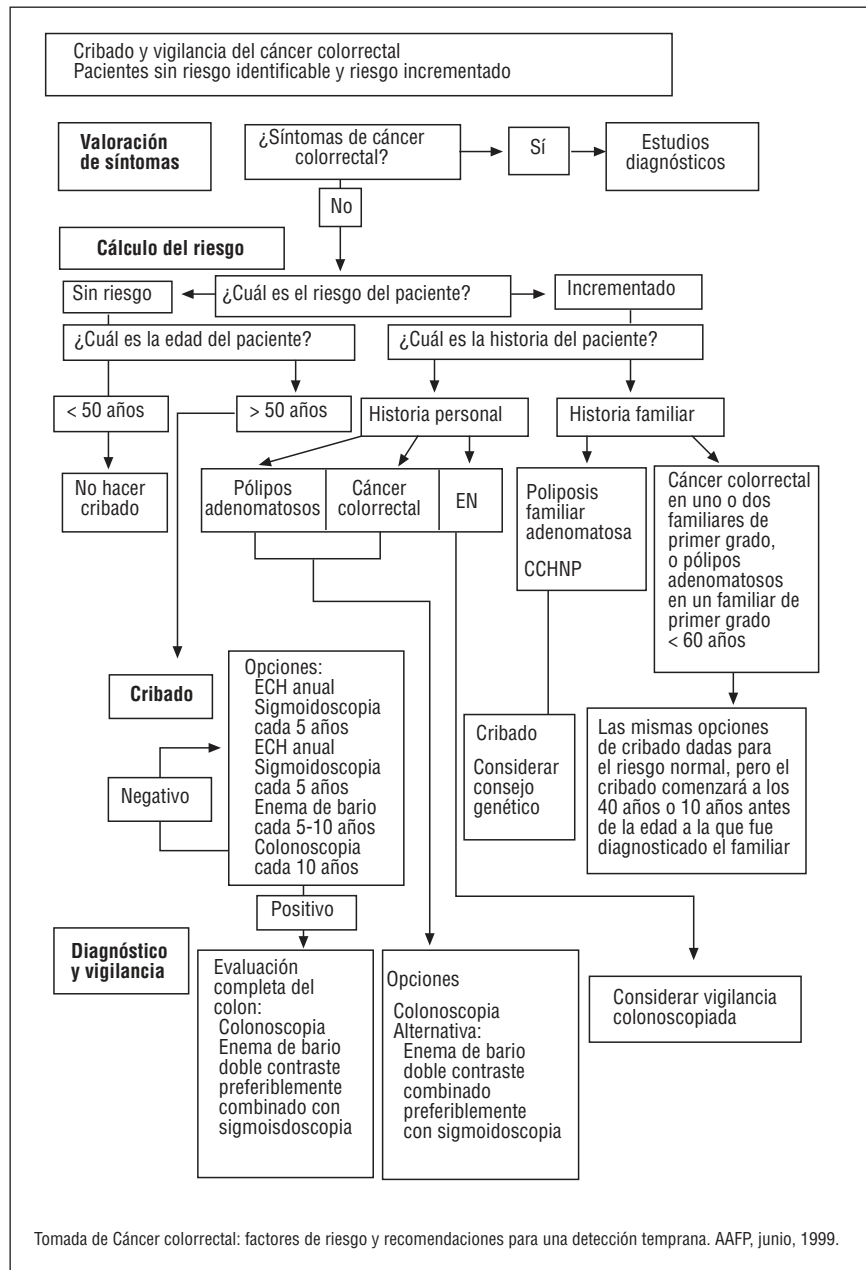 Cribado y vigilancia del cáncer colorrectal
Pacientes sin riesgo identificable y riesgo incrementado
Valoración
de síntomas
¿Síntomas de cáncer
colorrectal?
Sí
Estudios
diagnósticos
No
Cálculo del riesgo
Sin riesgo
¿Cuál es el riesgo del paciente?
Incrementado
¿Cuál es la edad del paciente?
¿Cuál es la historia del paciente?
< 50 años
> 50 años
Historia personal
Historia familiar
No hacer
cribado
Pólipos
adenomatosos
Cáncer
colorrectal
EN
Poliposis
familiar
adenomatosa
CCHNP
Cáncer colorrectal
en uno o dos
familiares de
primer grado,
o pólipos
adenomatosos
en un familiar de
primer grado
< 60 años
Cribado
Opciones:
ECH anual
Sigmoidoscopia
cada 5 años
ECH anual
Sigmoidoscopia
cada 5 años
Enema de bario
cada 5-10 años
Colonoscopia
cada 10 años
Negativo
Cribado
Considerar
consejo
genético
Las mismas opciones
de cribado dadas para
el riesgo normal, pero el
cribado comenzará a los
40 años o 10 años antes
de la edad a la que fue
diagnosticado el familiar
Positivo
Diagnóstico
y vigilancia
Evaluación
completa del
colon:
Colonoscopia
Enema de bario
doble contraste
preferiblemente
combinado con
sigmoisdoscopia
Opciones
Colonoscopia
Alternativa:
Enema de bario
doble contraste
combinado
preferiblemente
con sigmoidoscopia
Considerar vigilancia
colonoscopiada
Tomada de Cáncer colorrectal: factores de riesgo y recomendaciones para una detección temprana. AAFP, junio, 1999.